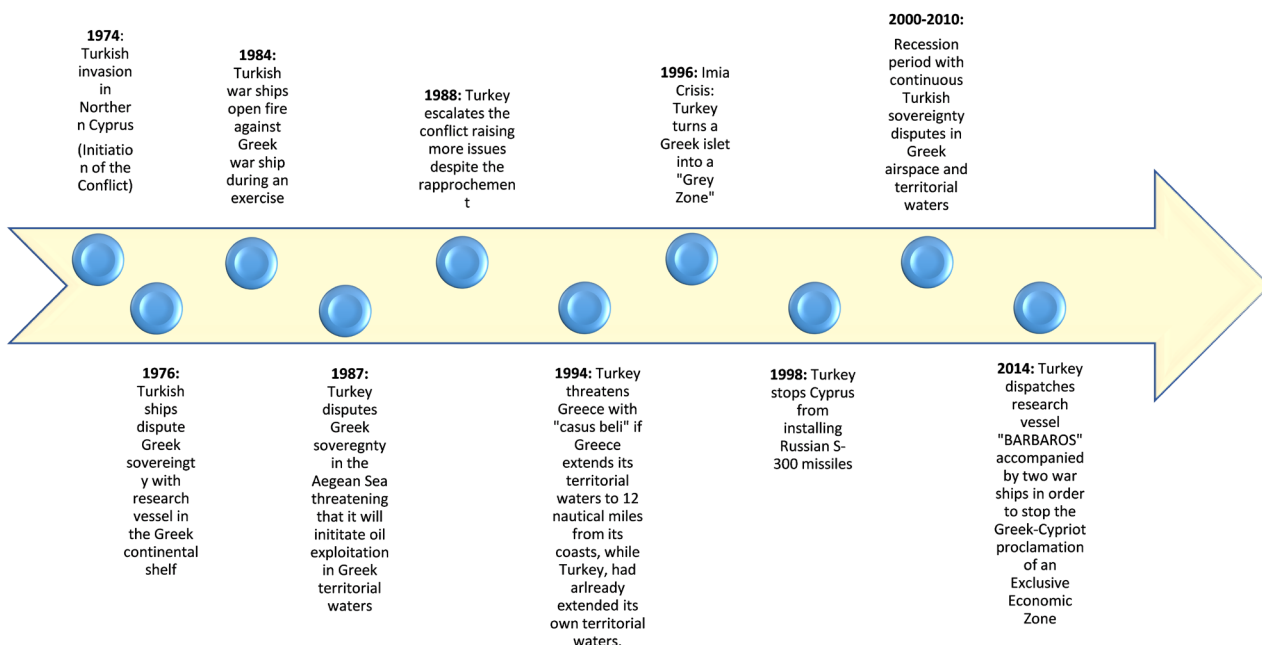 1974:
Turkish
invasion
in
Norther
n Cyprus
(Initiatio
n of the
Conflict)
1976:
Turkish
ships
dispute
Greek
sovereingt
y with
research
vessel in
the Greek
continental
shelf
1984:
Turkish
war ships
open fire
against
Greek
war ship
during an
exercise
1987:
Turkey
disputes
Greek
soveregnty
in the
Aegean Sea
threatening
that it will
inititate oil
exploitation
in Greek
territorial
waters
1988: Turkey
escalates the
conflict raising
more issues
despite the
rapprochemen
t
1994: Turkey
threatens
Greece with
"casus beli" if
Greece
extends its
territorial
waters to 12
nautical miles
from its
coasts, while
Turkey, had
arlready
extended its
own territorial
waters.
1996: Imia
Crisis:
Turkey
turns a
Greek islet
into a
"Grey
Zone"
1998: Turkey
stops Cyprus
from
installing
Russian S-
300 missiles
2000-2010:
Recession
period with
continuous
Turkish
sovereignty
disputes in
Greek
airspace and
territorial
waters
2014: Turkey
dispatches
research
vessel
"BARBAROS"
accompanied
by two war
ships in order
to stop the
Greek-Cypriot
proclamation
of an
Exclusive
Economic
Zone